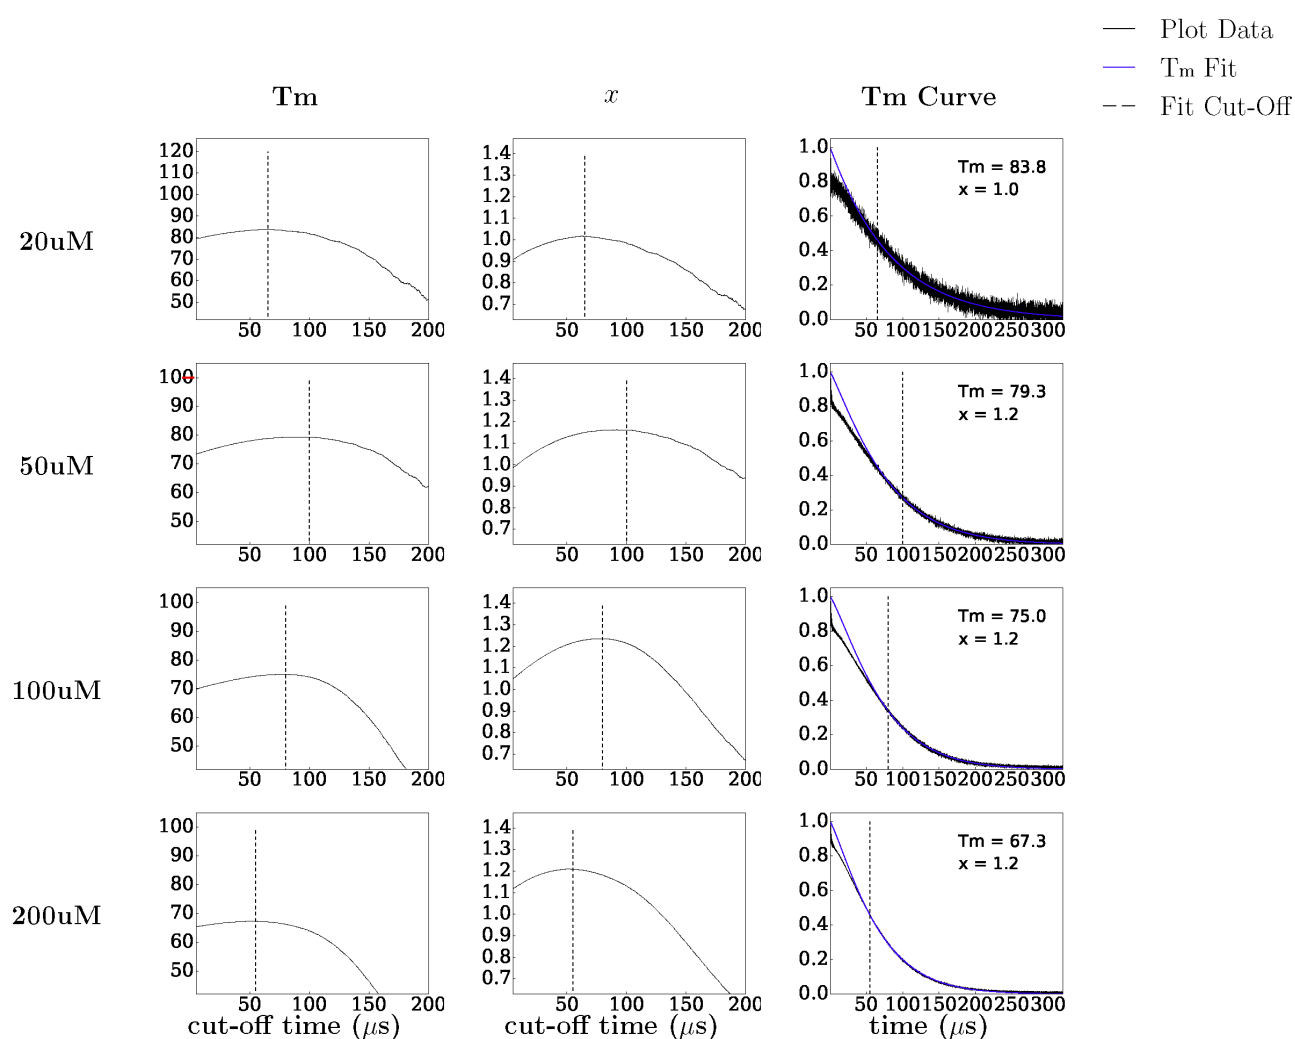 Plot Data
Tm Fit
Fit Cut-Off
Tm
x
Tm Curve
20uM
120
110
100
90
80
70
60
50
50 100 150 200
1.4
1.3
1.2
1.1
1.0
0.9
0.8
0.7
50 100 150 200
1.0
0.8
0.6
0.4
0.2
0.0
Tm = 83.8
x = 1.0
50 100 150 200 250 300
50uM
100
90
80
70
60
50
50 100 150 200
1.4
1.3
1.2
1.1
1.0
0.9
0.8
0.7
50 100 150 200
1.0
0.8
0.6
0.4
0.2
0.0
Tm = 79.3
x = 1.2
50 100 150 200 250 300
100uM
100
90
80
70
60
50
50 100 150 200
1.4
1.3
1.2
1.1
1.0
0.9
0.8
0.7
50 100 150 200
1.0
0.8
0.6
0.4
0.2
0.0
Tm = 75.0
x = 1.2
50 100 150 200 250 300
200uM
100
90
80
70
60
50
50 100 150 200
cut-off time (μs)
1.4
1.3
1.2
1.1
1.0
0.9
0.8
0.7
50 100 150 200
cut-off time (μs)
1.0
0.8
0.6
0.4
0.2
0.0
Tm = 67.3
x = 1.2
50 100 150 200 250 300
time (μs)